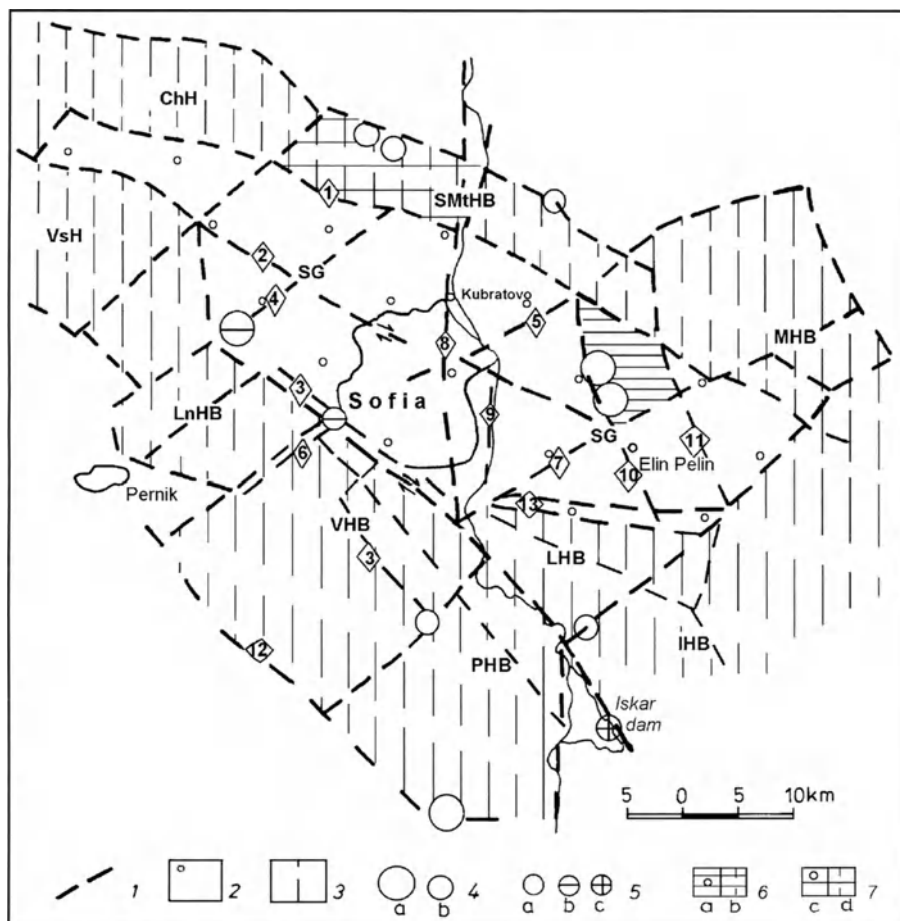 ChH
1
SMtHB
VsH
2
SG
4
Kubratovo
5
8
MHB
3
Sofia
LnHB
9
SG
11
6
7
10
Elin Pelin
Pernik
13
VHB
3
LHB
12
PHB
IHB
Iskar
dam
5 0 5 10km
1 2 3 4 5 6 7
a b a b c a b c d